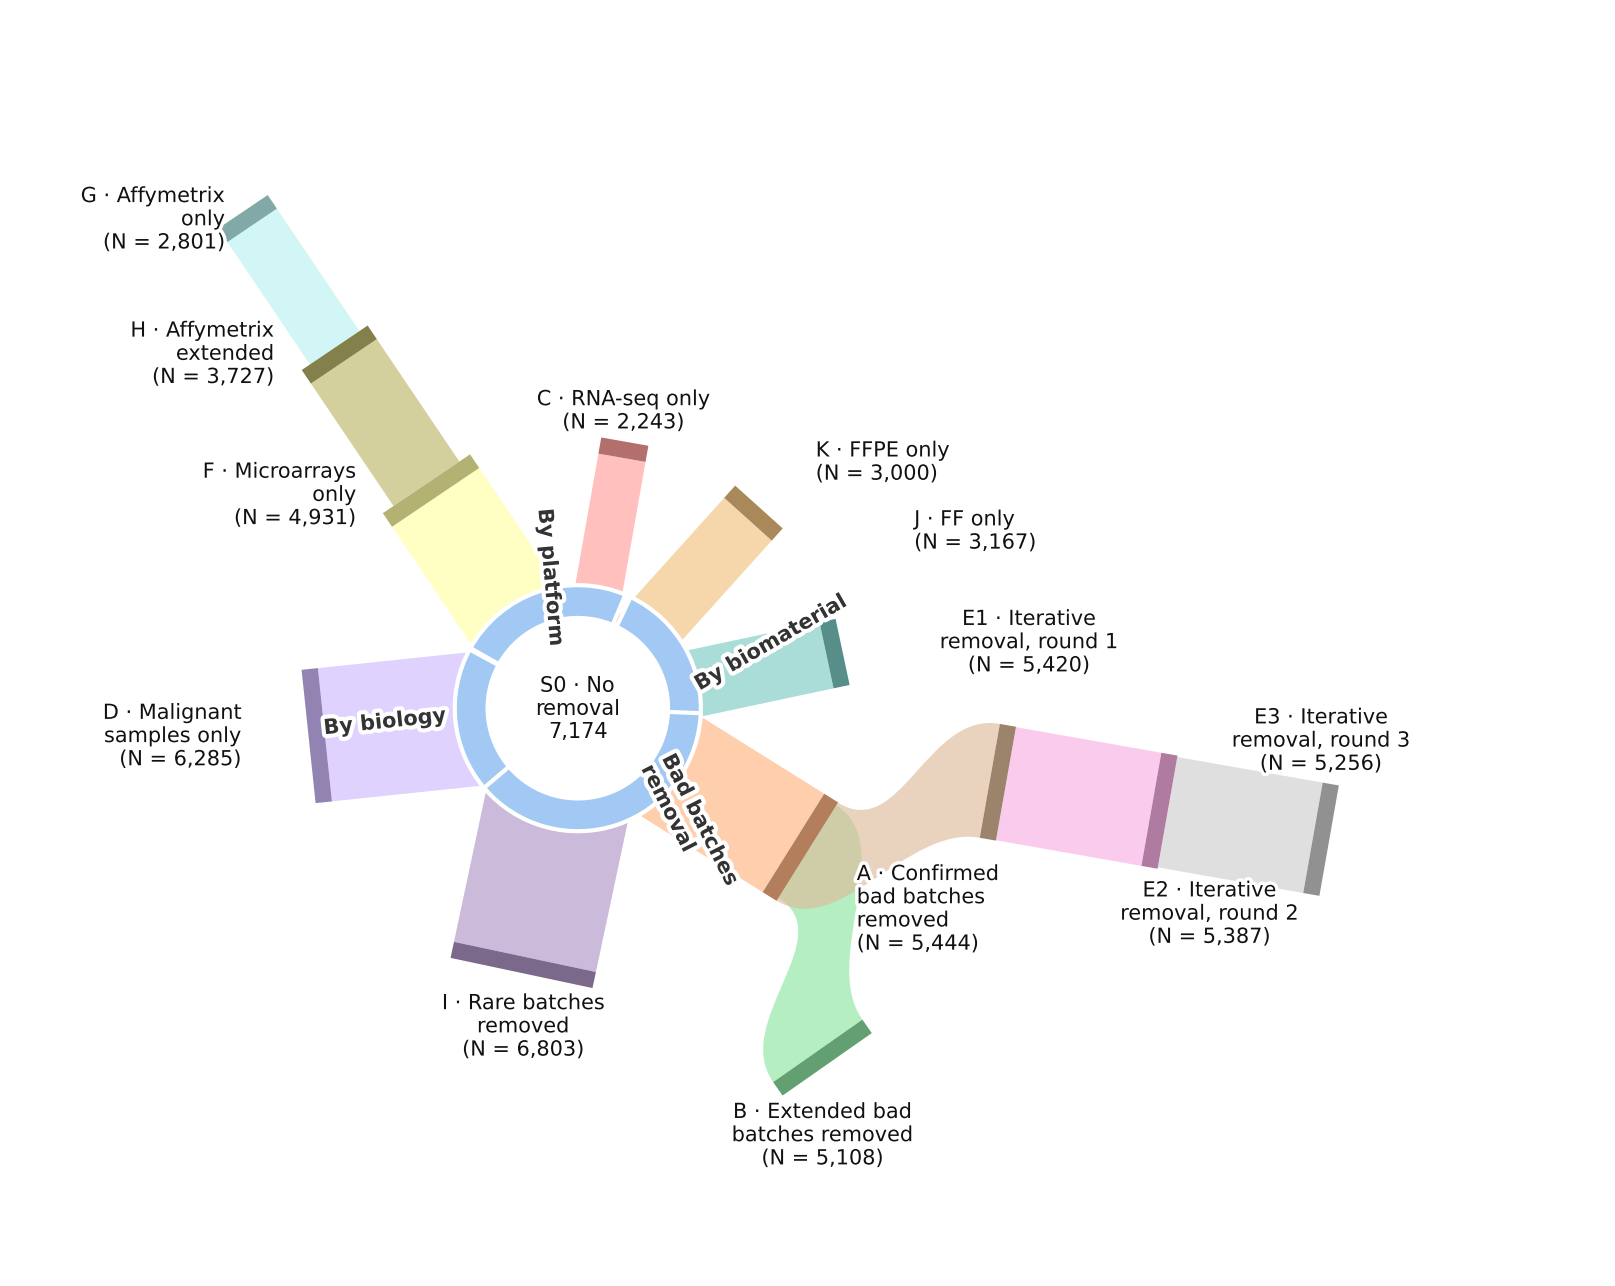 G · Affymetrix
only
(N = 2,801)
H · Affymetrix
extended
(N = 3,727)
F · Microarrays
only
(N = 4,931)
C · RNA-seq only
(N = 2,243)
K · FFPE only
(N = 3,000)
J · FF only
(N = 3,167)
By platform
By biomaterial
E1 · Iterative
removal, round 1
(N = 5,420)
S0 · No
removal
7,174
By biology
D · Malignant
samples only
(N = 6,285)
E3 · Iterative
removal, round 3
(N = 5,256)
Bad batches
removal
A · Confirmed
bad batches
removed
(N = 5,444)
E2 · Iterative
removal, round 2
(N = 5,387)
I · Rare batches
removed
(N = 6,803)
B · Extended bad
batches removed
(N = 5,108)